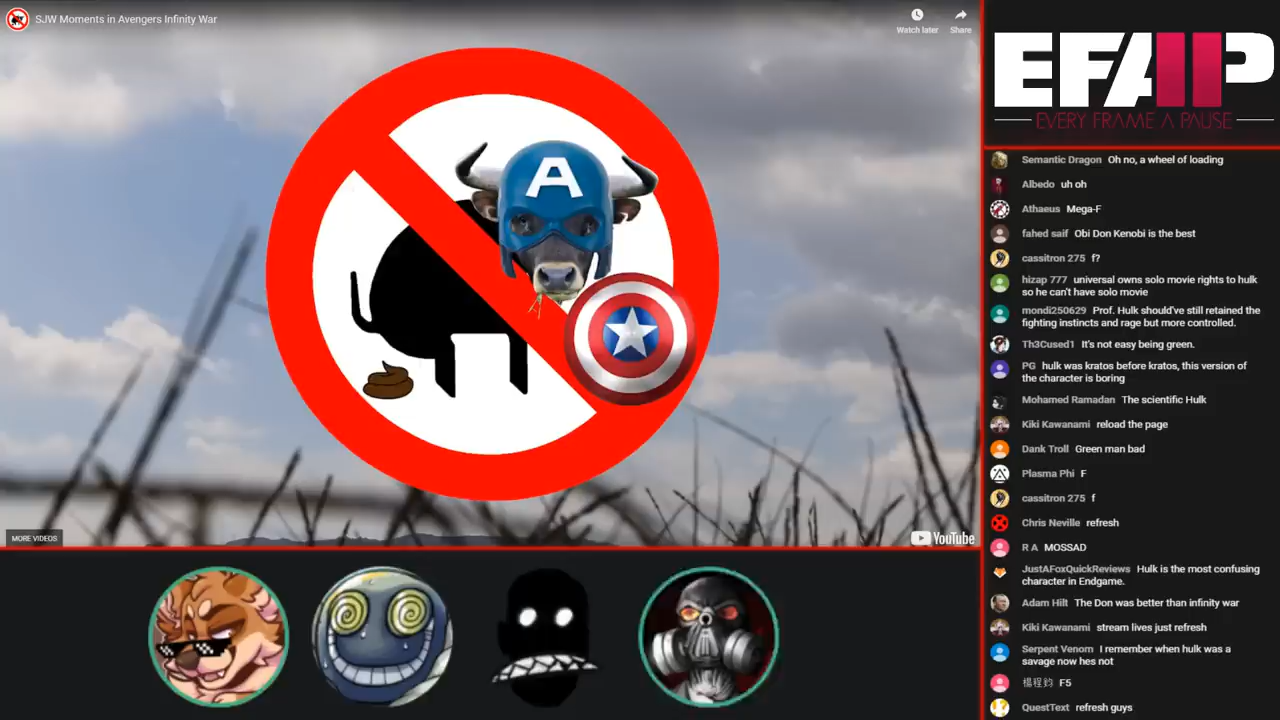 SJW Moments in Avengers Infinity War
Watch later
Share
A
MORE VIDEOS
YouTube
EFAP
EVERY FRAME A PAUSE
Semantic Dragon Oh no, a wheel of loading
Albedo uh oh
Athaeus Mega-F
fahed saif Obi Don Kenobi is the best
cassitron 275 f?
hizap 777 universal owns solo movie rights to hulk
so he can't have solo movie
mondi250629 Prof. Hulk should've still retained the
fighting instincts and rage but more controlled.
Th3Cused1 It's not easy being green.
PG hulk was kratos before kratos, this version of
the character is boring
Mohamed Ramadan The scientific Hulk
Kiki Kawanami reload the page
Dank Troll Green man bad
Plasma Phi F
cassitron 275 f
Chris Neville refresh
R A MOSSAD
JustAFoxQuickReviews Hulk is the most confusing
character in Endgame.
Adam Hilt The Don was better than infinity war
Kiki Kawanami stream lives just refresh
Serpent Venom I remember when hulk was a
savage now hes not
楊程鈞 F5
QuestText refresh guys